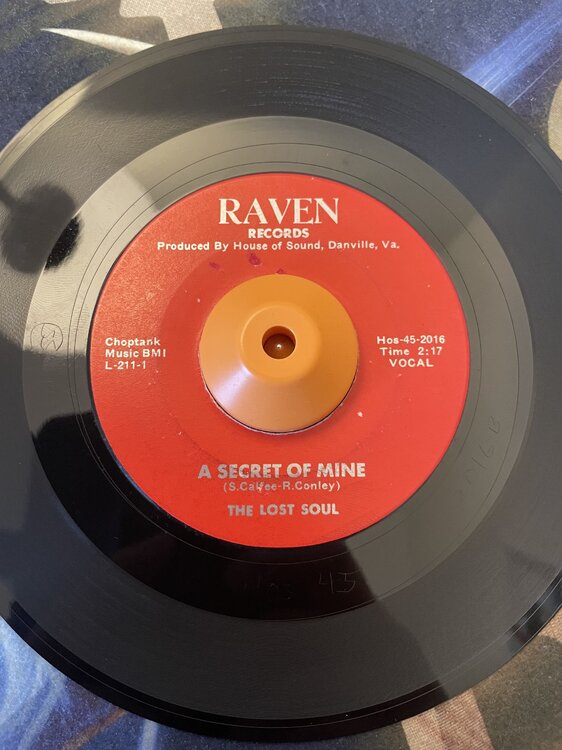 RAVEN
RECORDS
Produced By House of Sound, Danville, Va.
Choptank
Music BMI
L-211-1
Hos-45-2016
Time 2:17
VOCAL
A SECRET OF MINE
(S.Calfee-R.Conley)
THE LOST SOUL